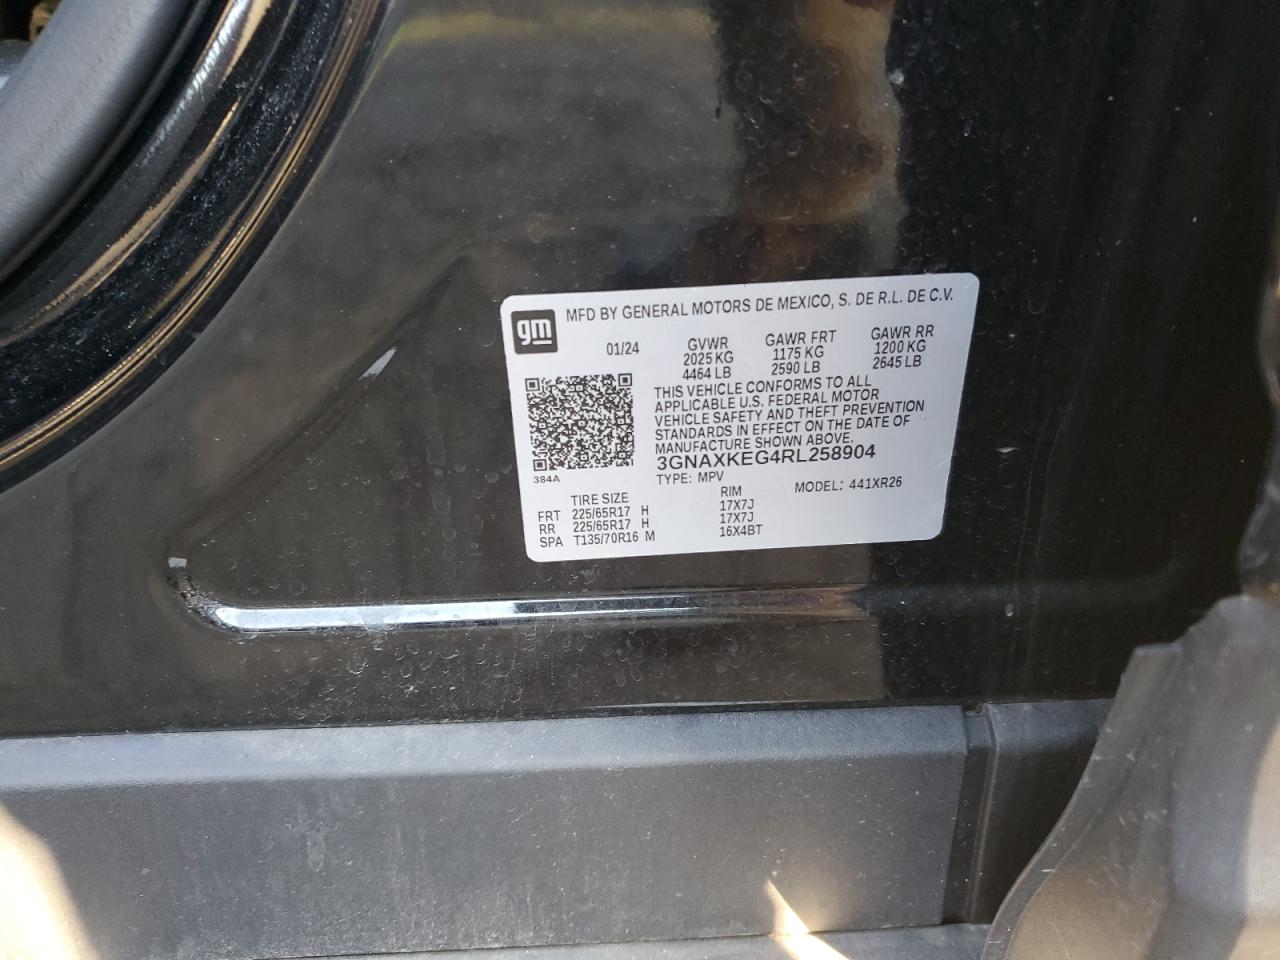 MFD BY GENERAL MOTORS DE MEXICO, S. DE R.L. DE C.V.
gm
01/24 GVWR GAWR FRT GAWR RR
2025 KG 1175 KG 1200 KG
4464 LB 2590 LB 2645 LB
THIS VEHICLE CONFORMS TO ALL
APPLICABLE U.S. FEDERAL MOTOR
VEHICLE SAFETY AND THEFT PREVENTION
STANDARDS IN EFFECT ON THE DATE OF
MANUFACTURE SHOWN ABOVE.
3GNAXKEG4RL258904
384A
TYPE: MPV MODEL: 441XR26
TIRE SIZE RIM
FRT 225/65R17 H 17X7J
RR 225/65R17 H 17X7J
SPA T135/70R16 M 16X4BT